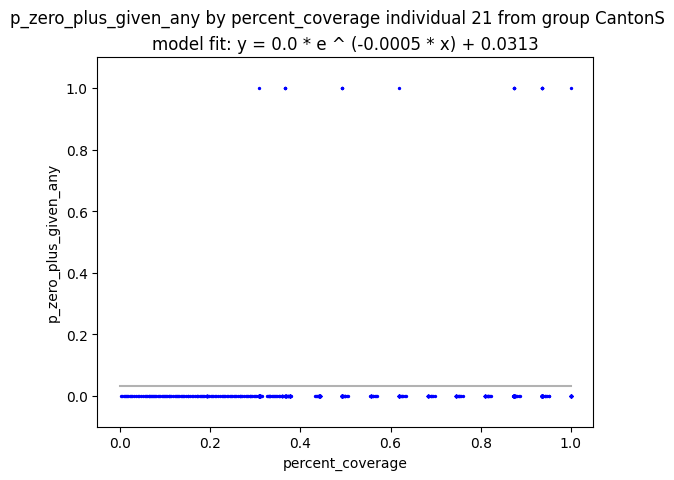 p_zero_plus_given_any by percent_coverage individual 21 from group CantonS
model fit: y = 0.0 * e ^ (-0.0005 * x) + 0.0313
1.0
0.8
0.6
0.4
0.2
0.0
p_zero_plus_given_any
0.0 0.2 0.4 0.6 0.8 1.0
percent_coverage